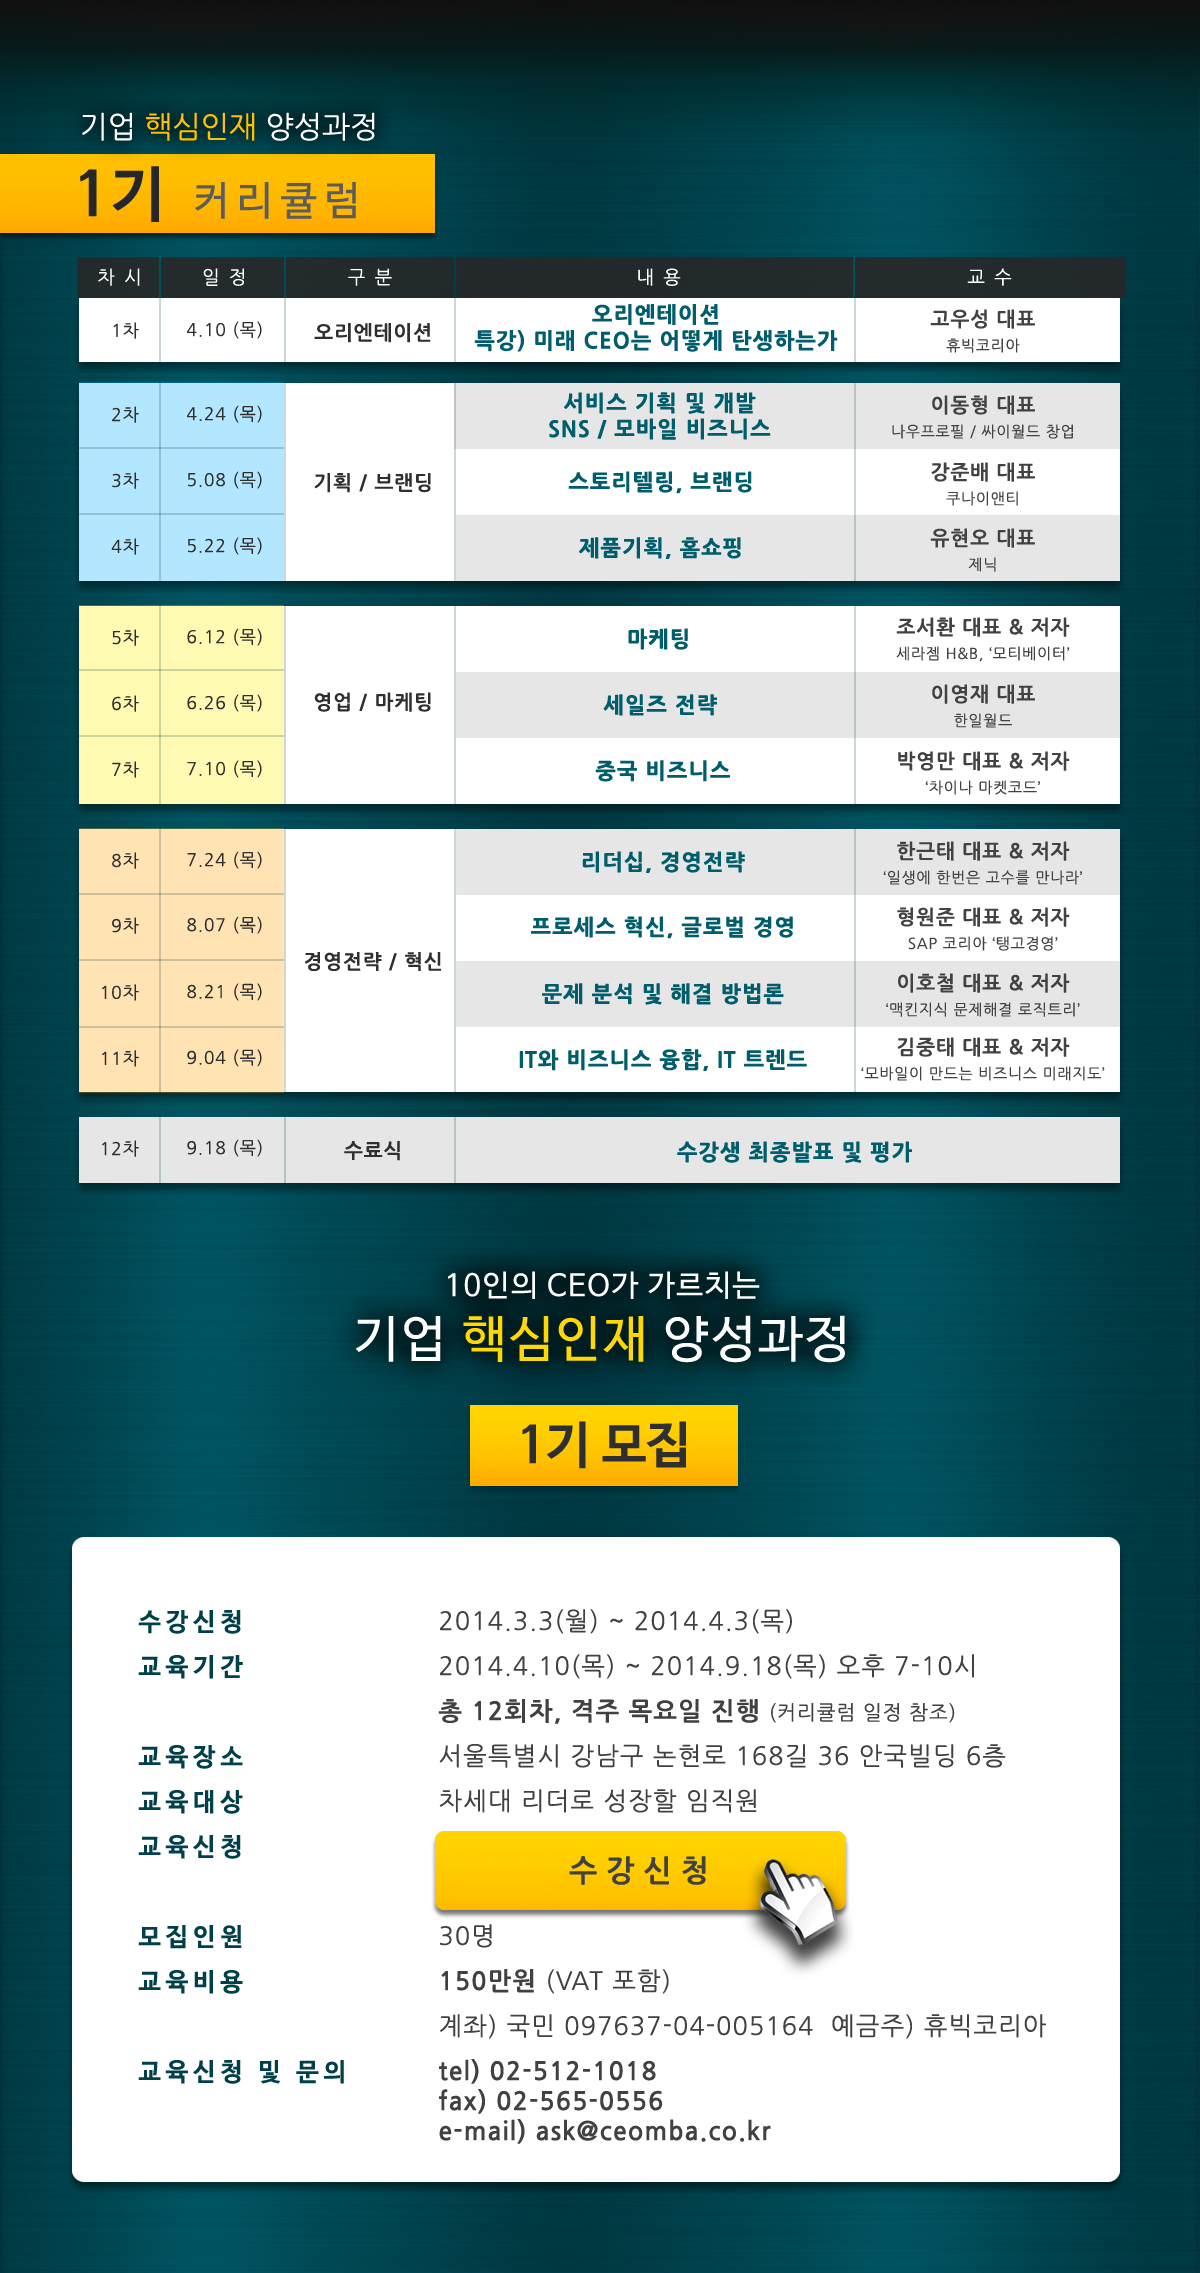 기업 핵심인재 양성과정
1기 커리큘럼
차 시 일 정 구 분 내 용 교 수
1차 4.10 (목) 오리엔테이션 오리엔테이션
특강) 미래 CEO는 어떻게 탄생하는가 고우성 대표
휴빅코리아
2차 4.24 (목) 서비스 기획 및 개발
SNS / 모바일 비즈니스 이동형 대표
나우프로필 / 싸이월드 창업
3차 5.08 (목) 기획 / 브랜딩 스토리텔링, 브랜딩 강준배 대표
쿠나이앤티
4차 5.22 (목) 제품기획, 홈쇼핑 유현오 대표
제닉
5차 6.12 (목) 마케팅 조서환 대표 & 저자
세라젬 H&B, ‘모티베이터’
6차 6.26 (목) 영업 / 마케팅 세일즈 전략 이영재 대표
한일월드
7차 7.10 (목) 중국 비즈니스 박영만 대표 & 저자
‘차이나 마켓코드’
8차 7.24 (목) 리더십, 경영전략 한근태 대표 & 저자
‘일생에 한번은 고수를 만나라’
9차 8.07 (목) 프로세스 혁신, 글로벌 경영 형원준 대표 & 저자
SAP 코리아 ‘탱고경영’
경영전략 / 혁신
10차 8.21 (목) 문제 분석 및 해결 방법론 이호철 대표 & 저자
‘맥킨지식 문제해결 로직트리’
11차 9.04 (목) IT와 비즈니스 융합, IT 트렌드 김중태 대표 & 저자
‘모바일이 만드는 비즈니스 미래지도’
12차 9.18 (목) 수료식 수강생 최종발표 및 평가
10인의 CEO가 가르치는
기업 핵심인재 양성과정
1기 모집
수강신청 2014.3.3(월) ~ 2014.4.3(목)
교육기간 2014.4.10(목) ~ 2014.9.18(목) 오후 7-10시
총 12회차, 격주 목요일 진행 (커리큘럼 일정 참조)
교육장소 서울특별시 강남구 논현로 168길 36 안국빌딩 6층
교육대상 차세대 리더로 성장할 임직원
교육신청 수강신청
모집인원 30명
교육비용 150만원 (VAT 포함)
계좌) 국민 097637-04-005164 예금주) 휴빅코리아
교육신청 및 문의 tel) 02-512-1018
fax) 02-565-0556
e-mail) ask@ceomba.co.kr